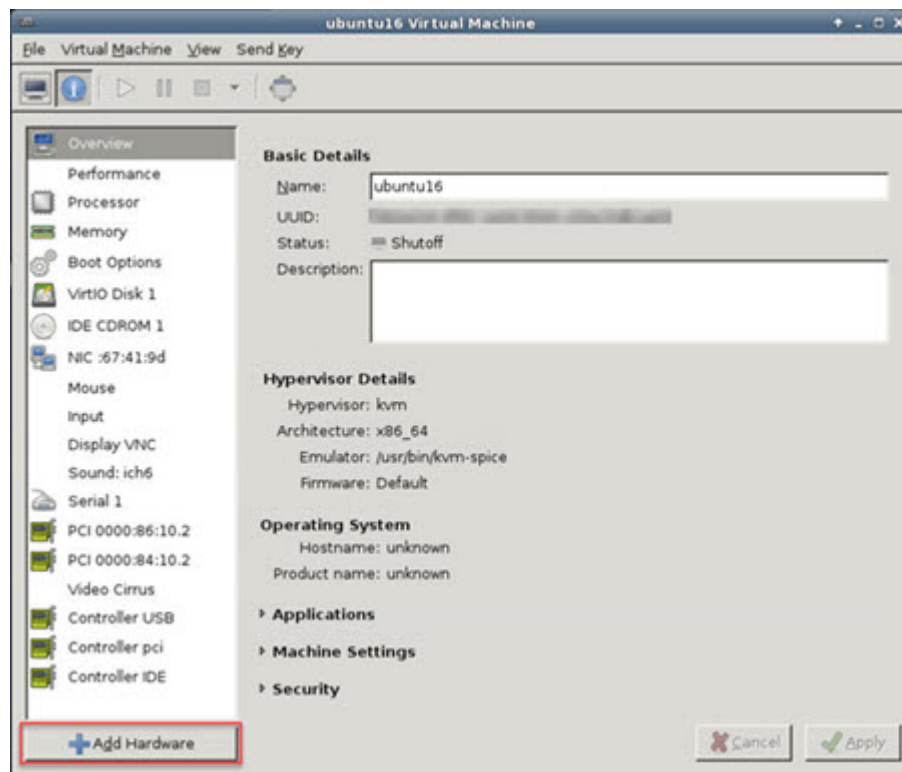 ubuntu16 Virtual Machine
File Virtual Machine View Send Key
Overview
Performance
Processor
Memory
Boot Options
VirtIO Disk 1
IDE CDROM 1
NIC :67:41:9d
Mouse
Input
Display VNC
Sound: ich6
Serial 1
PCI 0000:86:10.2
PCI 0000:84:10.2
Video Cirrus
Controller USB
Controller pci
Controller IDE
Add Hardware
Basic Details
Name: ubuntu16
UUID:
Status: Shutoff
Description:
Hypervisor Details
Hypervisor: kvm
Architecture: x86_64
Emulator: /usr/bin/kvm-spice
Firmware: Default
Operating System
Hostname: unknown
Product name: unknown
Applications
Machine Settings
Security
Cancel Apply